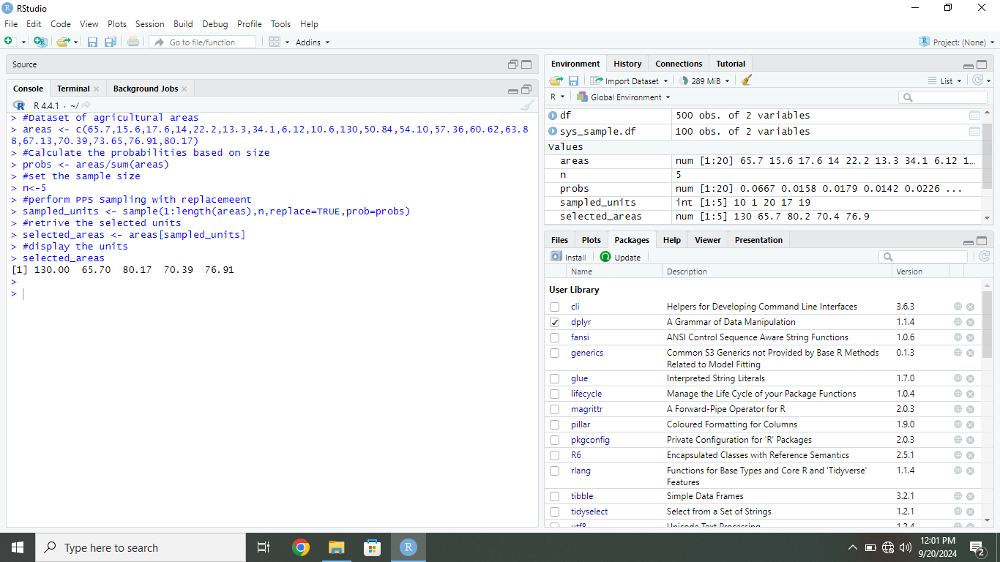 RStudio
File Edit Code View Plots Session Build Debug Profile Tools Help
Go to file/function Addins Project: (None)
Source
Console Terminal Background Jobs
R 4.4.1 · ~/
> #Dataset of agricultural areas
> areas <- c(65.7,15.6,17.6,14,22.2,13.3,34.1,6.12,10.6,130,50.84,54.10,57.36,60.62,63.8
8,67.13,70.39,73.65,76.91,80.17)
> #Calculate the probabilities based on size
> probs <- areas/sum(areas)
> #set the sample size
> n<-5
> #perform PPS Sampling with replacemeent
> sampled_units <- sample(1:length(areas),n,replace=TRUE,prob=probs)
> #retrive the selected units
> selected_areas <- areas[sampled_units]
> #display the units
> selected_areas
[1] 130.00 65.70 80.17 70.39 76.91
>
>
Environment History Connections Tutorial
Import Dataset 289 MiB List
R Global Environment
df 500 obs. of 2 variables
sys_sample.df 100 obs. of 2 variables
Values
areas num [1:20] 65.7 15.6 17.6 14 22.2 13.3 34.1 6.12 1...
n 5
probs num [1:20] 0.0667 0.0158 0.0179 0.0142 0.0226 ...
sampled_units int [1:5] 10 1 20 17 19
selected_areas num [1:5] 130 65.7 80.2 70.4 76.9
Files Plots Packages Help Viewer Presentation
Install Update
Name Description Version
User Library
cli Helpers for Developing Command Line Interfaces 3.6.3
dplyr A Grammar of Data Manipulation 1.1.4
fansi ANSI Control Sequence Aware String Functions 1.0.6
generics Common S3 Generics not Provided by Base R Methods 0.1.3
Related to Model Fitting
glue Interpreted String Literals 1.7.0
lifecycle Manage the Life Cycle of your Package Functions 1.0.4
magrittr A Forward-Pipe Operator for R 2.0.3
pillar Coloured Formatting for Columns 1.9.0
pkgconfig Private Configuration for 'R' Packages 2.0.3
R6 Encapsulated Classes with Reference Semantics 2.5.1
rlang Functions for Base Types and Core R and 'Tidyverse' 1.1.4
Features
tibble Simple Data Frames 3.2.1
tidyselect Select from a Set of Strings 1.2.1
utf8 Unicode Text Processing 1.2.4
Type here to search
12:01 PM
9/20/2024
2